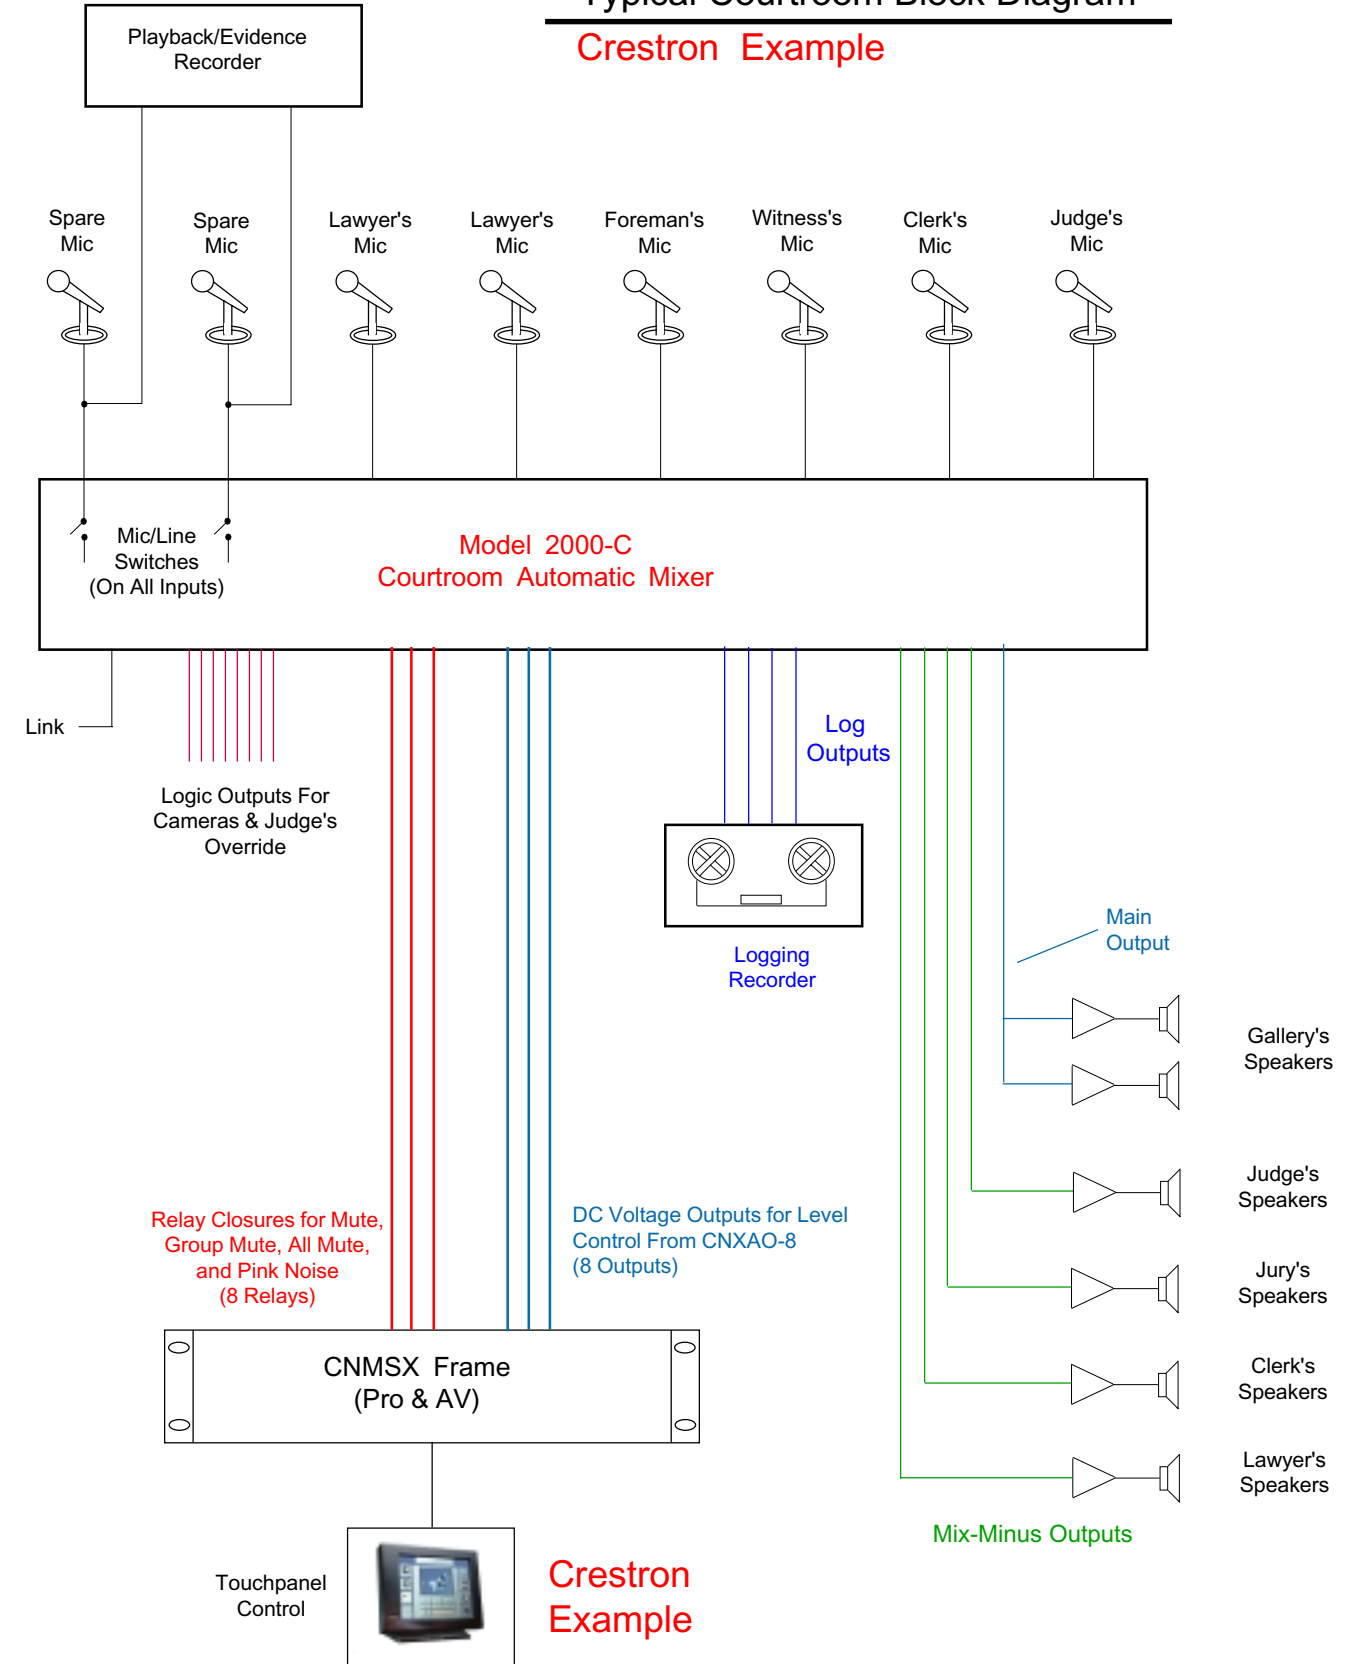 Typical Courtroom Block Diagram
Crestron Example
Playback/Evidence
Recorder
Spare
Mic
Spare
Mic
Lawyer's
Mic
Lawyer's
Mic
Foreman's
Mic
Witness's
Mic
Clerk's
Mic
Judge's
Mic
Mic/Line
Switches
(On All Inputs)
Model 2000-C
Courtroom Automatic Mixer
Link
Logic Outputs For
Cameras & Judge's
Override
Log
Outputs
Logging
Recorder
Main
Output
Gallery's
Speakers
Judge's
Speakers
Jury's
Speakers
Clerk's
Speakers
Lawyer's
Speakers
Mix-Minus Outputs
Relay Closures for Mute,
Group Mute, All Mute,
and Pink Noise
(8 Relays)
DC Voltage Outputs for Level
Control From CNXAO-8
(8 Outputs)
CNMSX Frame
(Pro & AV)
Touchpanel
Control
Crestron
Example